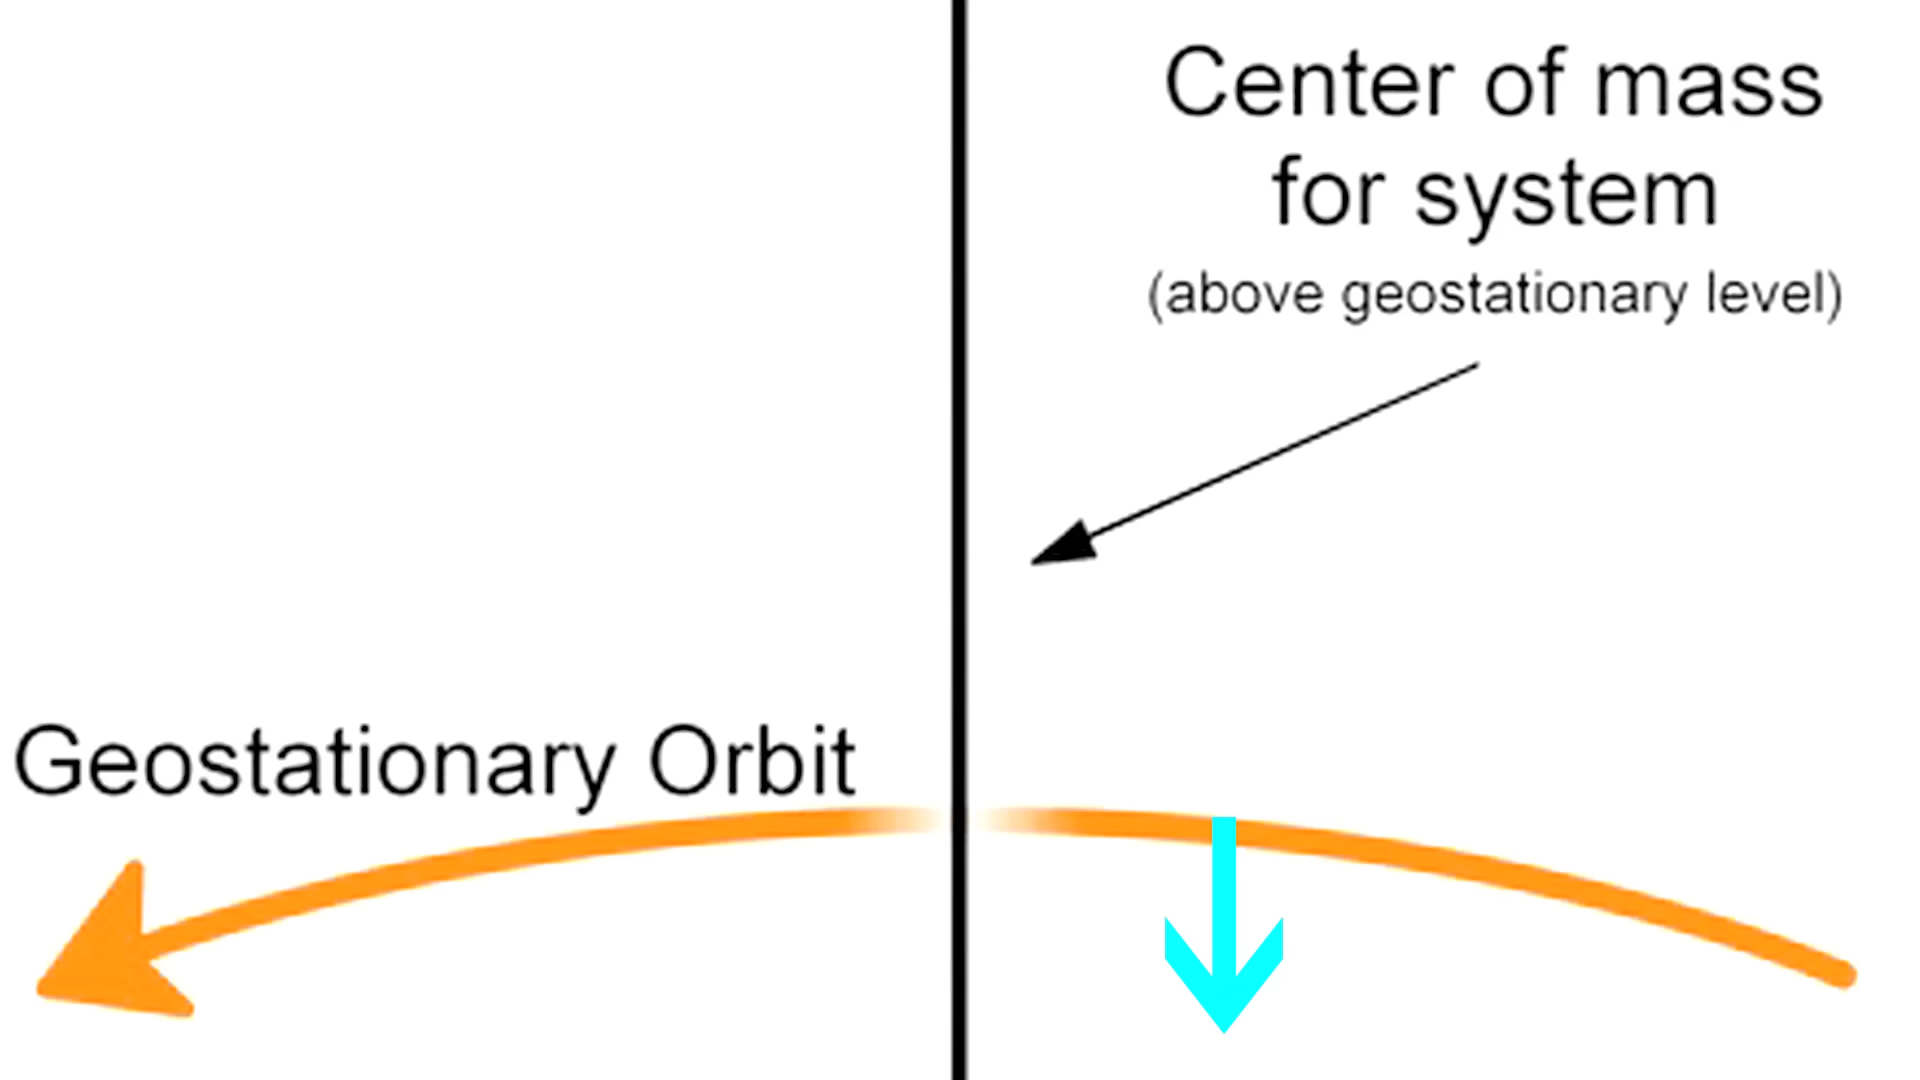 Center of mass
for system
(above geostationary level)
Geostationary Orbit